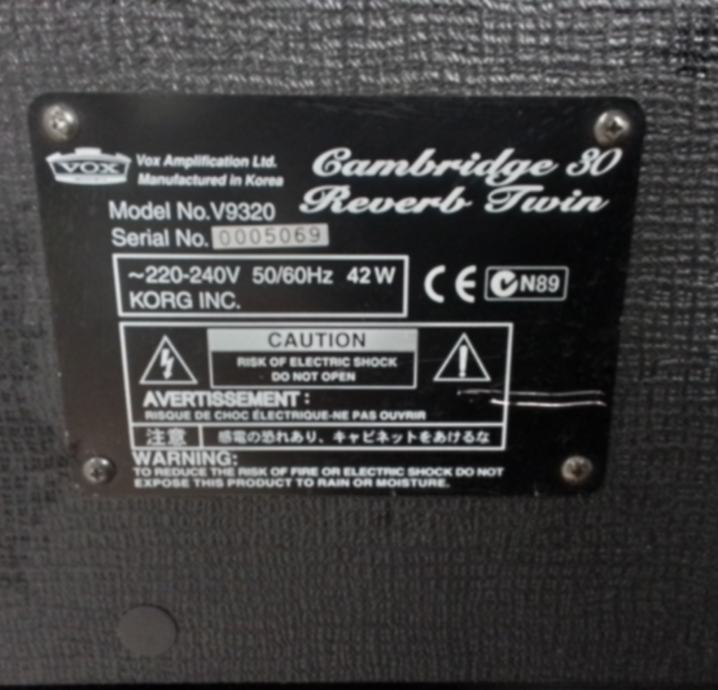 VOX
Vox Amplification Ltd.
Manufactured in Korea
Cambridge 30
Reverb Twin
Model No.V9320
Serial No. 0005069
~220-240V 50/60Hz 42W
KORG INC.
CE N89
CAUTION
RISK OF ELECTRIC SHOCK
DO NOT OPEN
AVERTISSEMENT :
RISQUE DE CHOC ÉLECTRIQUE-NE PAS OUVRIR
注意 感電の恐れあり、キャビネットをあけるな
WARNING:
TO REDUCE THE RISK OF FIRE OR ELECTRIC SHOCK DO NOT
EXPOSE THIS PRODUCT TO RAIN OR MOISTURE.